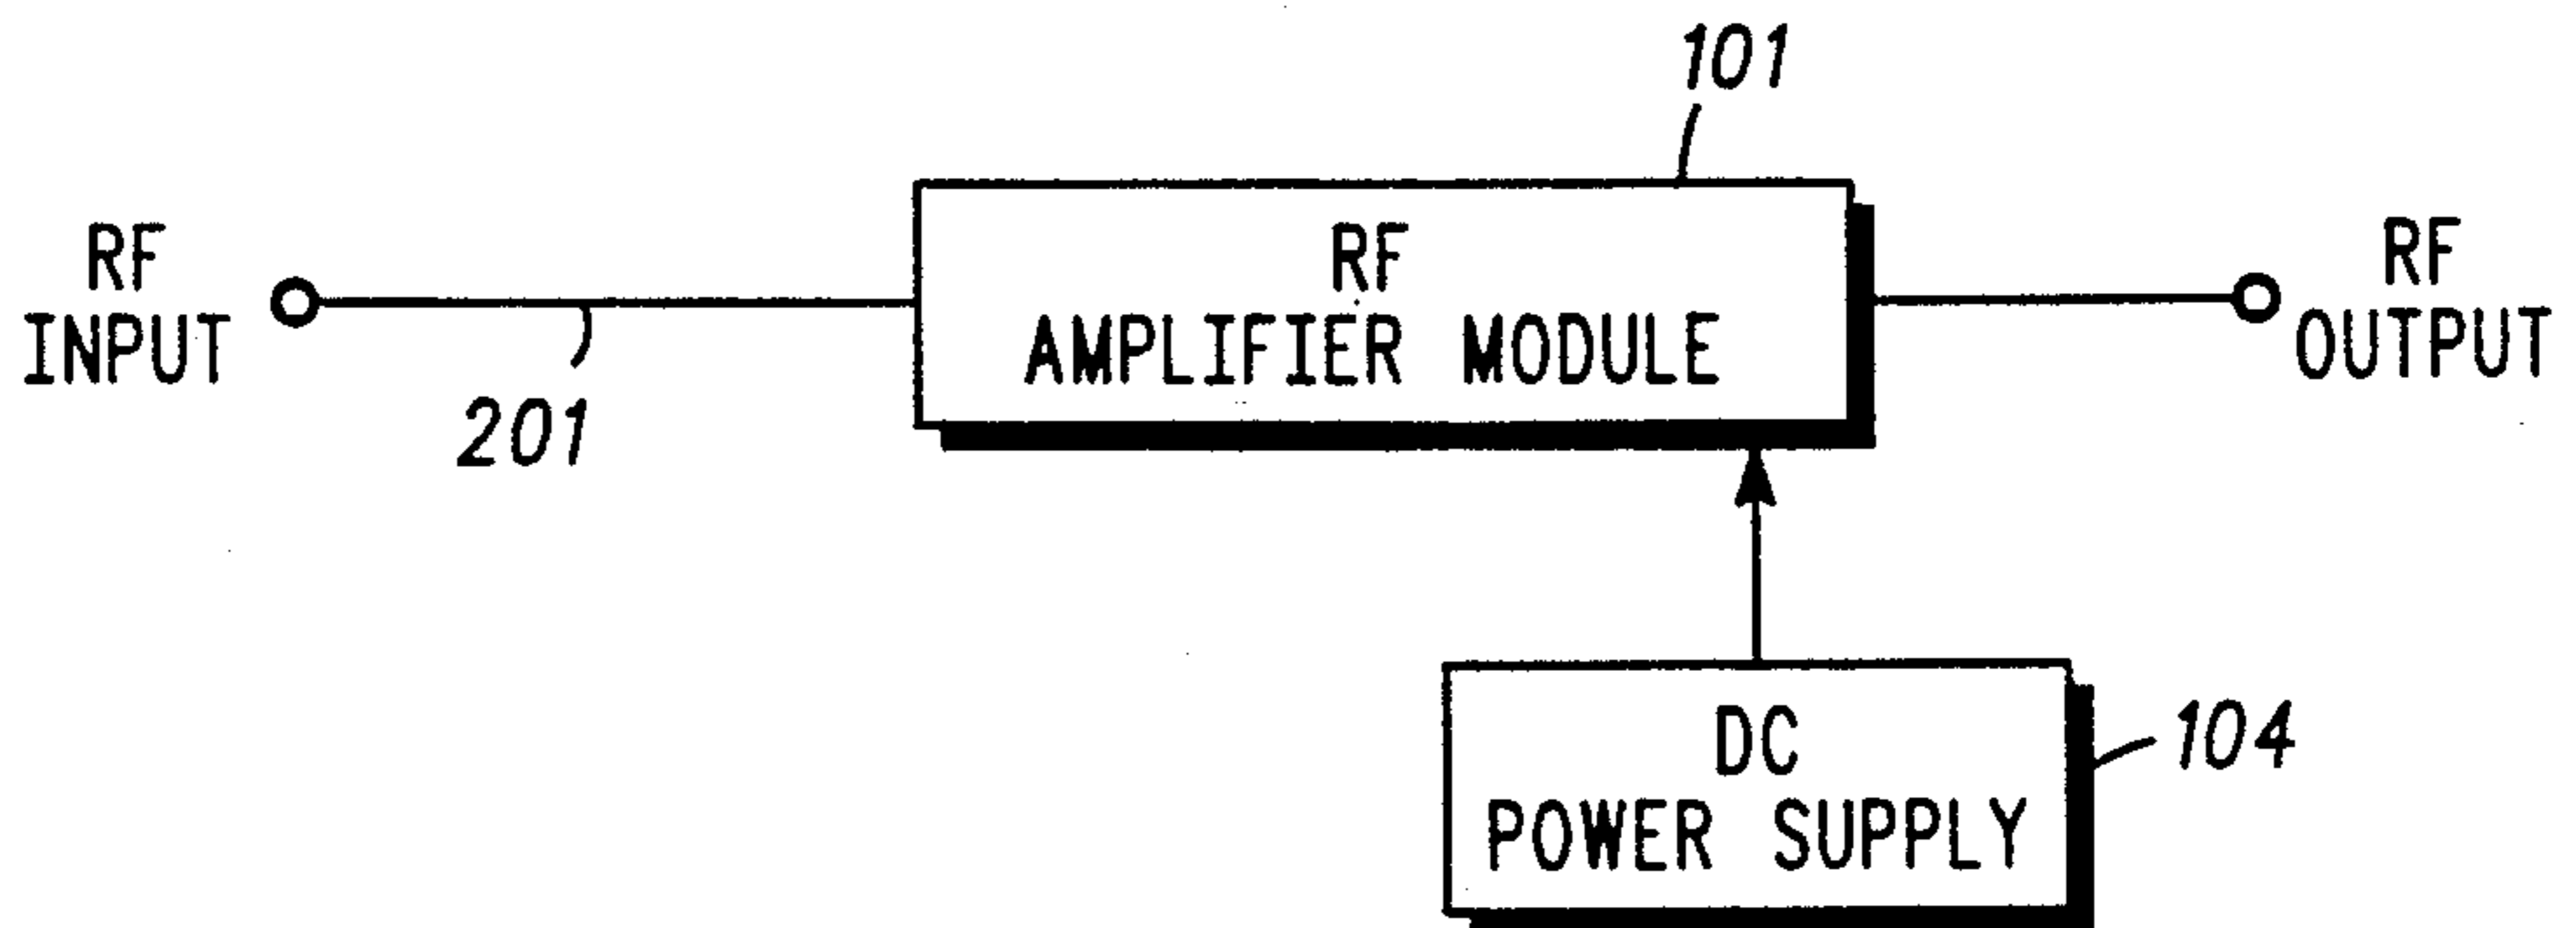 101
RF
INPUT
201
RF
AMPLIFIER MODULE
RF
OUTPUT
DC
POWER SUPPLY
104